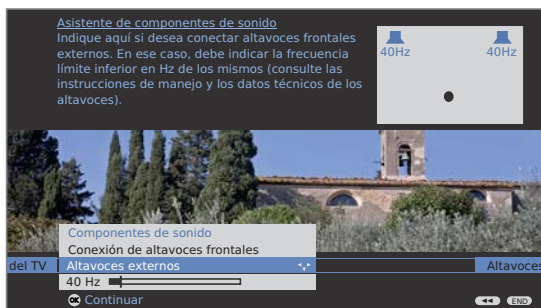 Asistente de componentes de sonido
Indique aquí si desea conectar altavoces frontales
externos. En ese caso, debe indicar la frecuencia
límite inferior en Hz de los mismos (consulte las
instrucciones de manejo y los datos técnicos de los
altavoces).
40Hz 40Hz
Componentes de sonido
Conexión de altavoces frontales
del TV Altavoces externos Altavoces
40 Hz
OK Continuar END